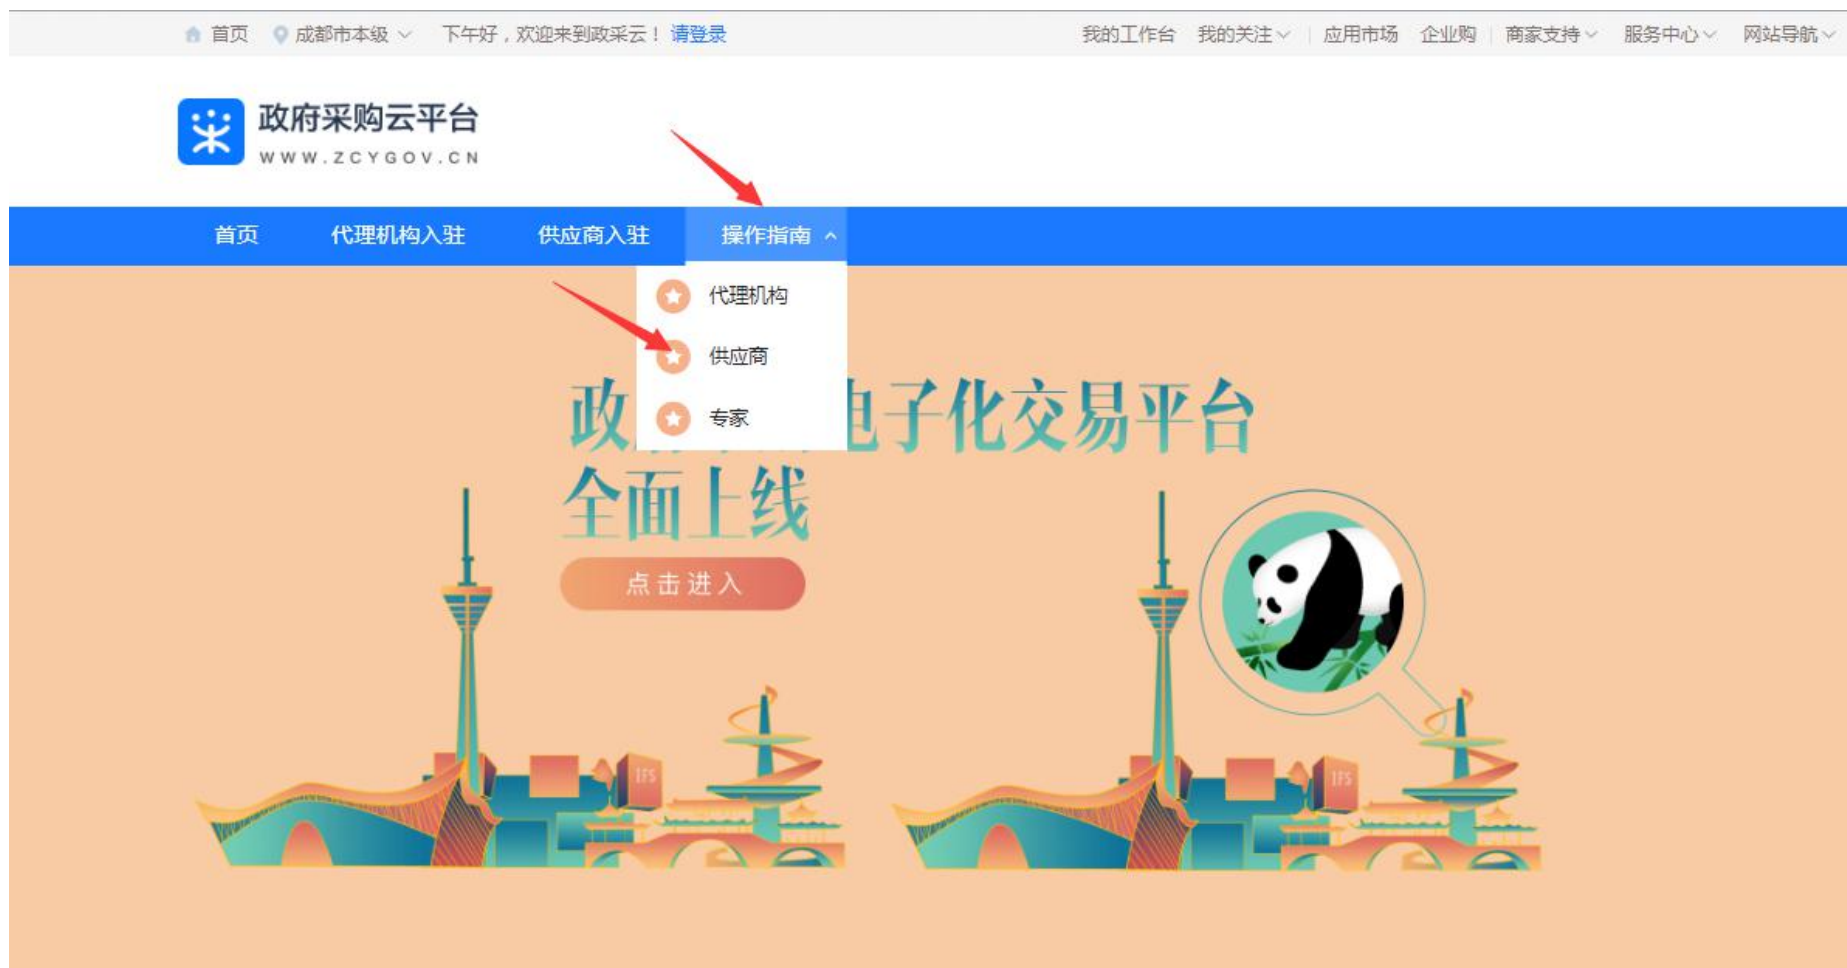 首页 成都市本级 下午好，欢迎来到政采云！请登录 我的工作台 我的关注 应用市场 企业购 商家支持 服务中心 网站导航
政府采购云平台
WWW.ZCYGOV.CN
首页 代理机构入驻 供应商入驻 操作指南
代理机构
供应商
专家
政 电子化交易平台
全面上线
点击进入
IFS IFS